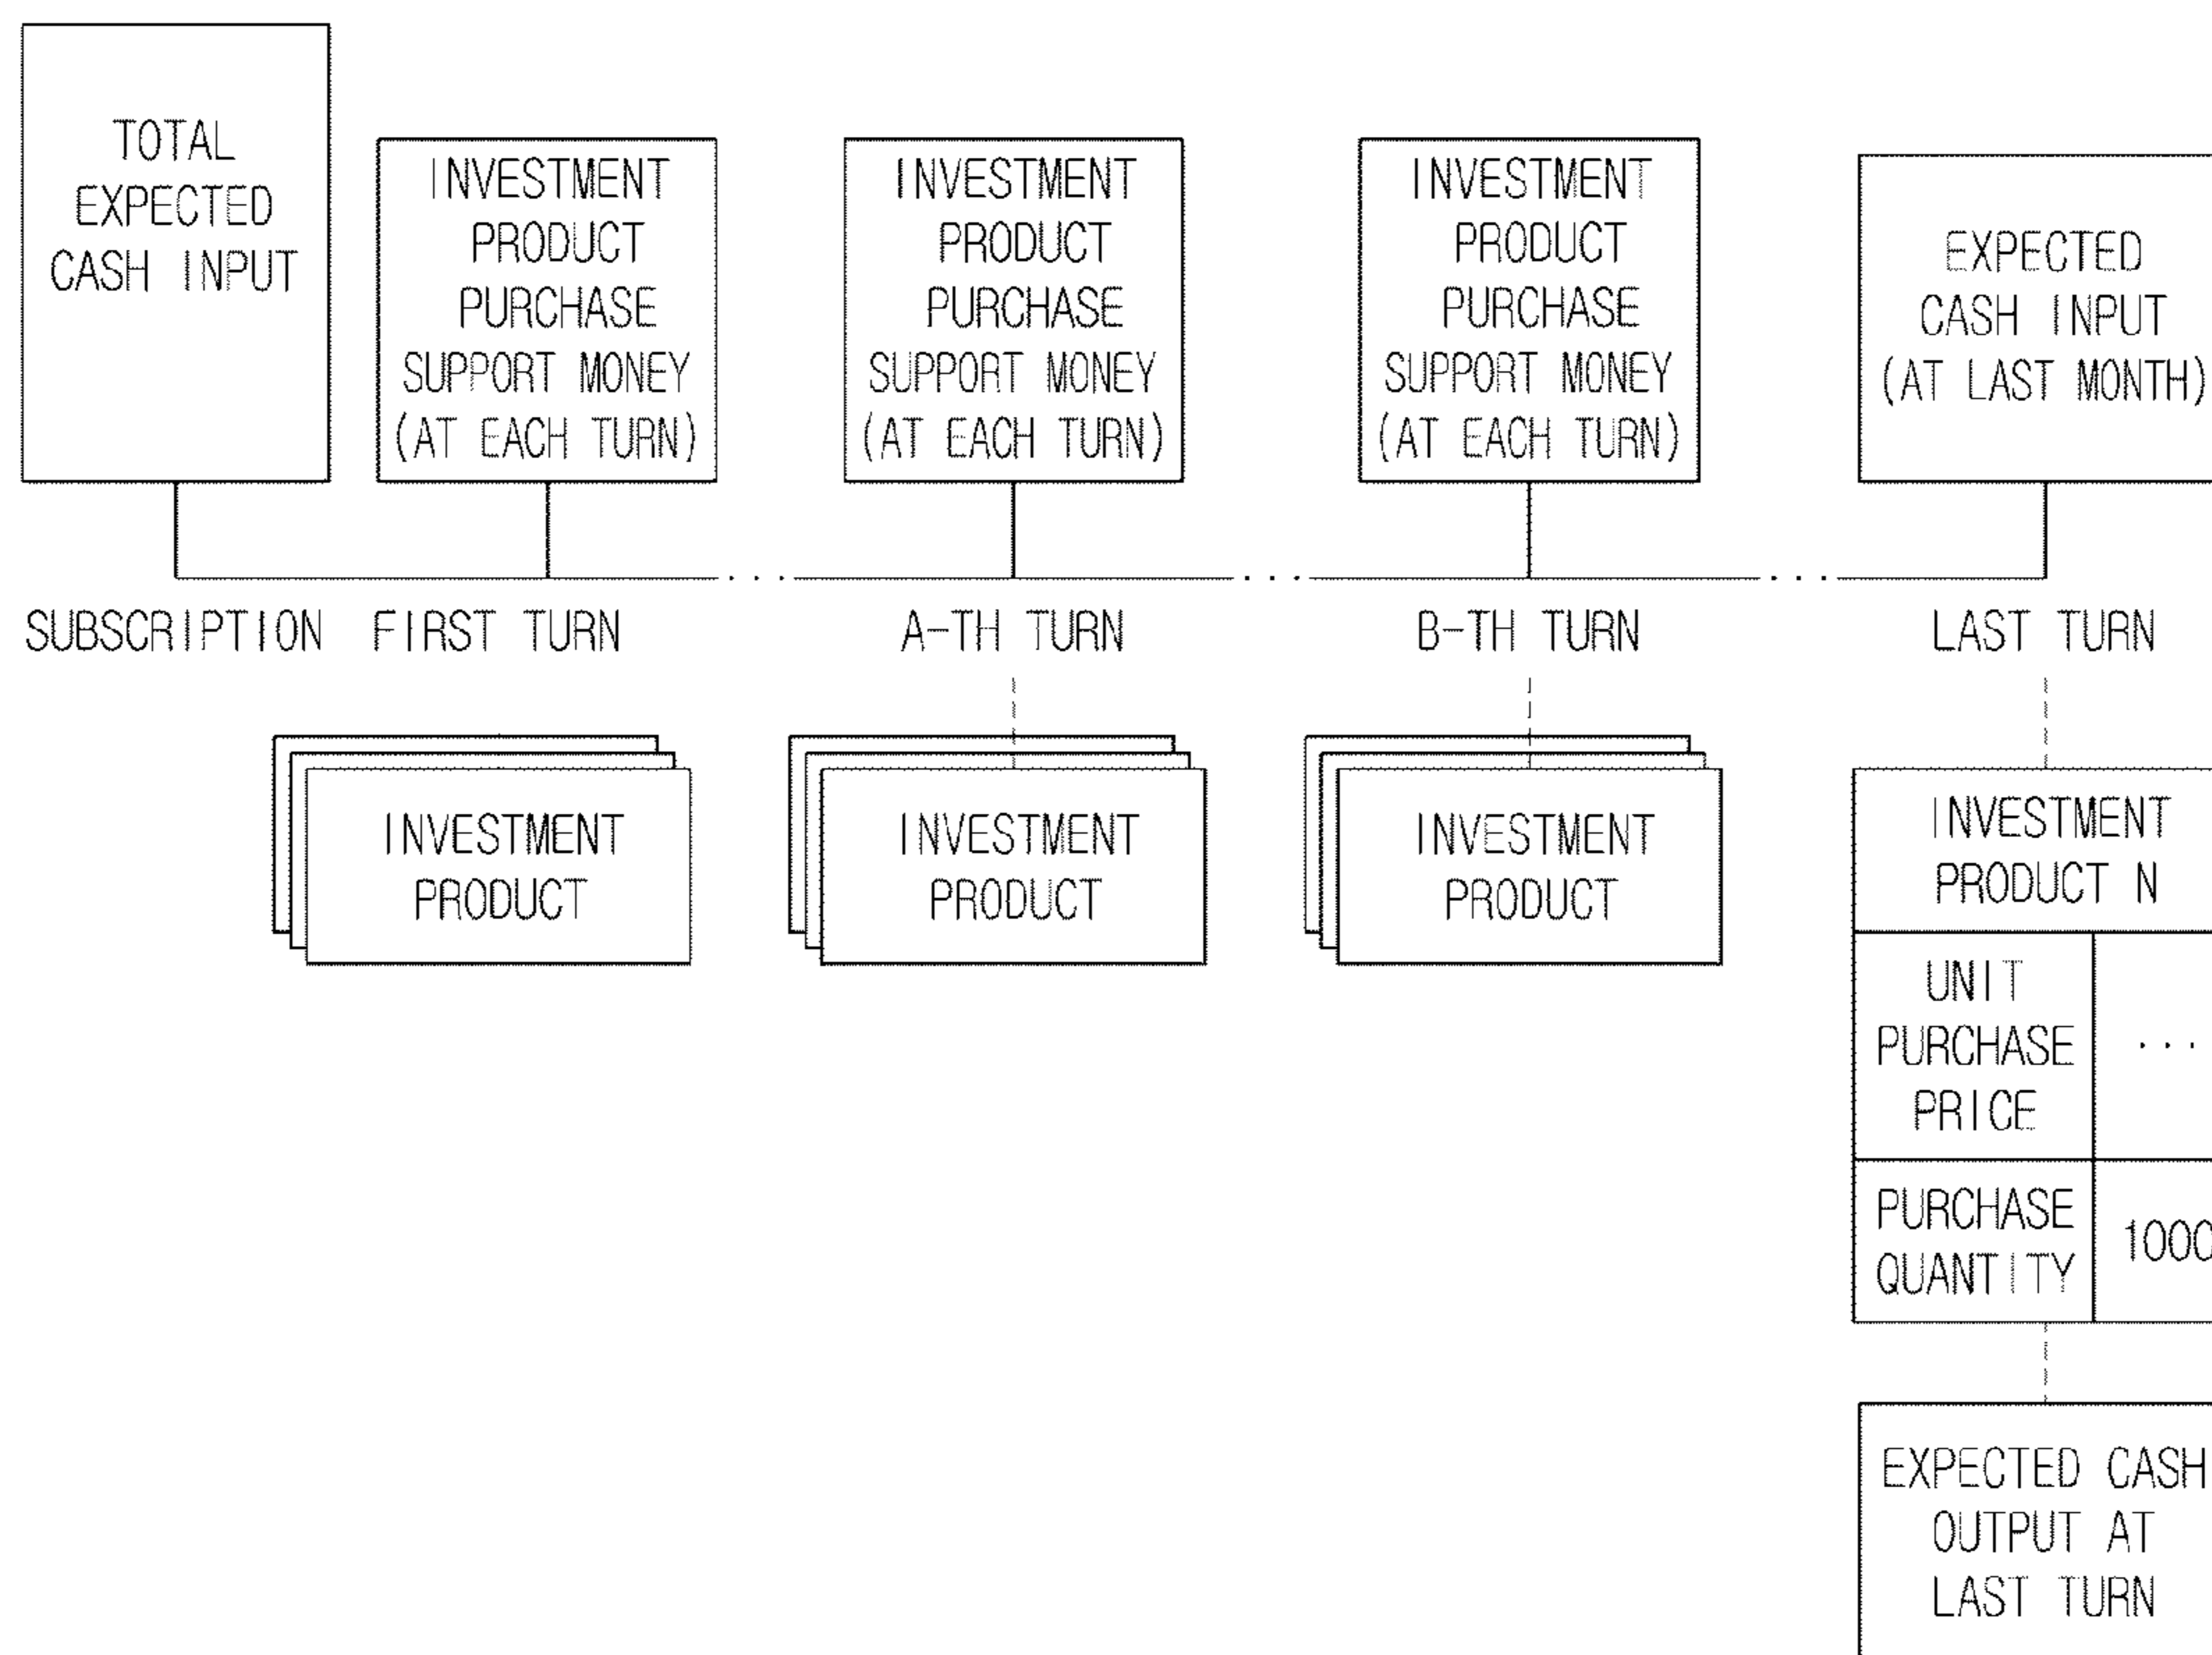 TOTAL
EXPECTED
CASH INPUT
INVESTMENT
PRODUCT
PURCHASE
SUPPORT MONEY
(AT EACH TURN)
INVESTMENT
PRODUCT
PURCHASE
SUPPORT MONEY
(AT EACH TURN)
INVESTMENT
PRODUCT
PURCHASE
SUPPORT MONEY
(AT EACH TURN)
EXPECTED
CASH INPUT
(AT LAST MONTH)
... ... ...
SUBSCRIPTION FIRST TURN A-TH TURN B-TH TURN LAST TURN
INVESTMENT
PRODUCT
INVESTMENT
PRODUCT
INVESTMENT
PRODUCT
INVESTMENT
PRODUCT N
UNIT
PURCHASE
PRICE
...
PURCHASE
QUANTITY
1000
EXPECTED CASH
OUTPUT AT
LAST TURN